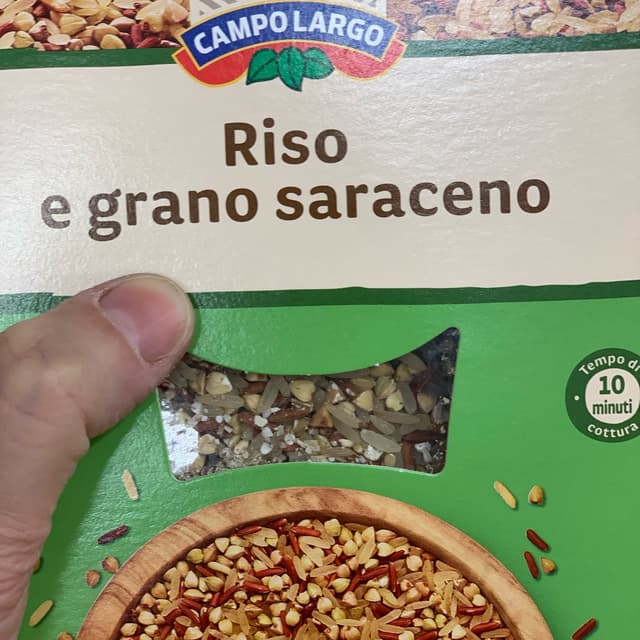 CAMPO LARGO
Riso
e grano saraceno
Tempo di
10
minuti
cottura